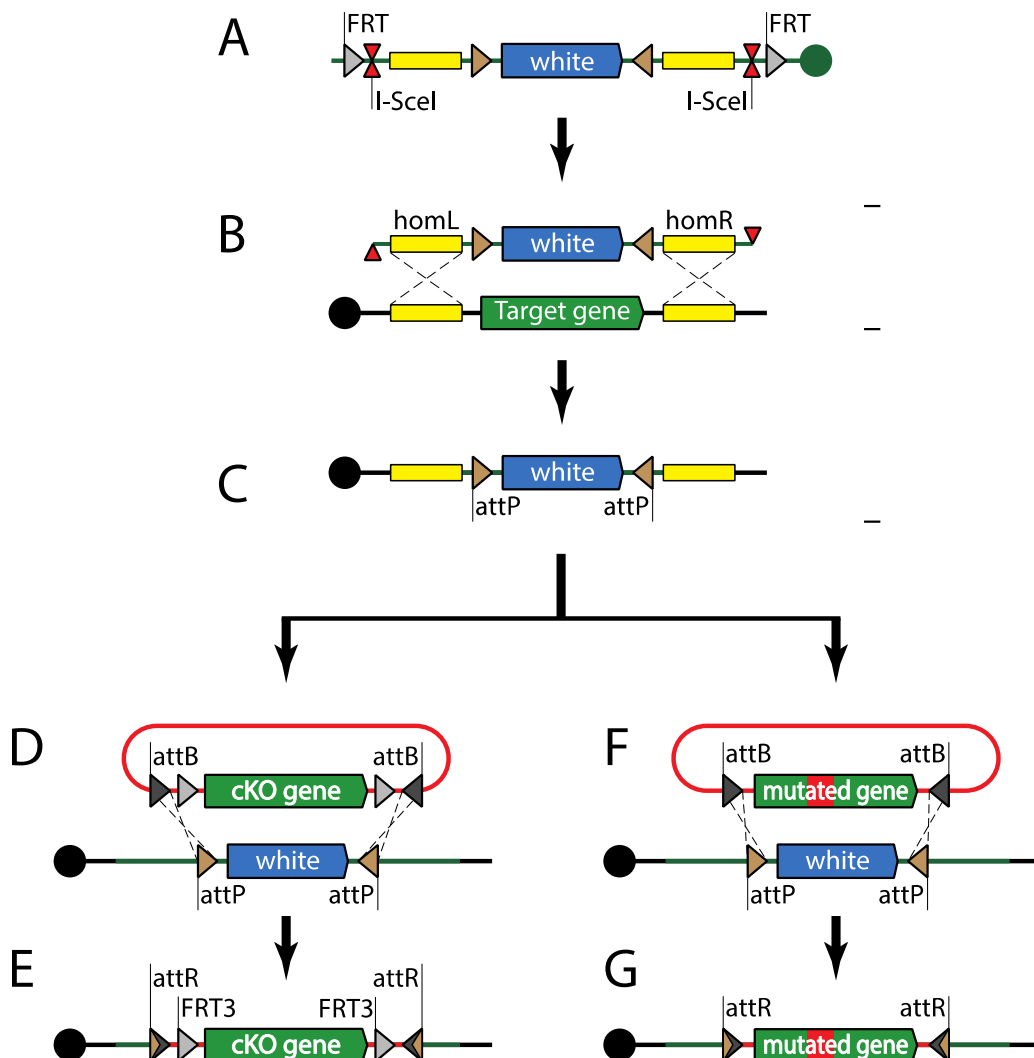 A
FRT
FRT
white
I-SceI
I-SceI
B
homL
homR
white
Target gene
C
white
attP
attP
D
attB
attB
cKO gene
white
attP
attP
F
attB
attB
mutated gene
white
attP
attP
E
attR
attR
FRT3
FRT3
cKO gene
G
attR
attR
mutated gene